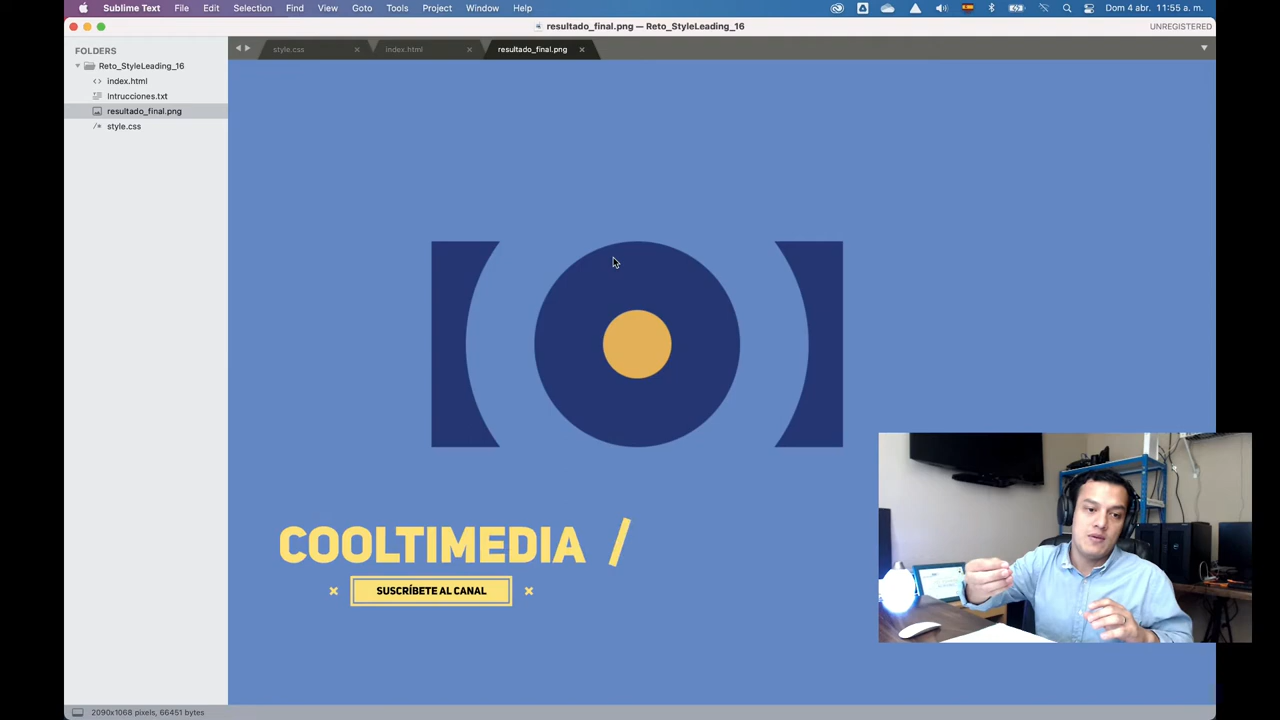 Sublime Text File Edit Selection Find View Goto Tools Project Window Help Dom 4 abr. 11:55 a. m.
resultado_final.png — Reto_StyleLeading_16 UNREGISTERED
FOLDERS
Reto_StyleLeading_16
index.html
Intrucciones.txt
resultado_final.png
style.css
style.css index.html resultado_final.png
COOLTIMEDIA /
SUSCRÍBETE AL CANAL
2090x1068 pixels, 66451 bytes